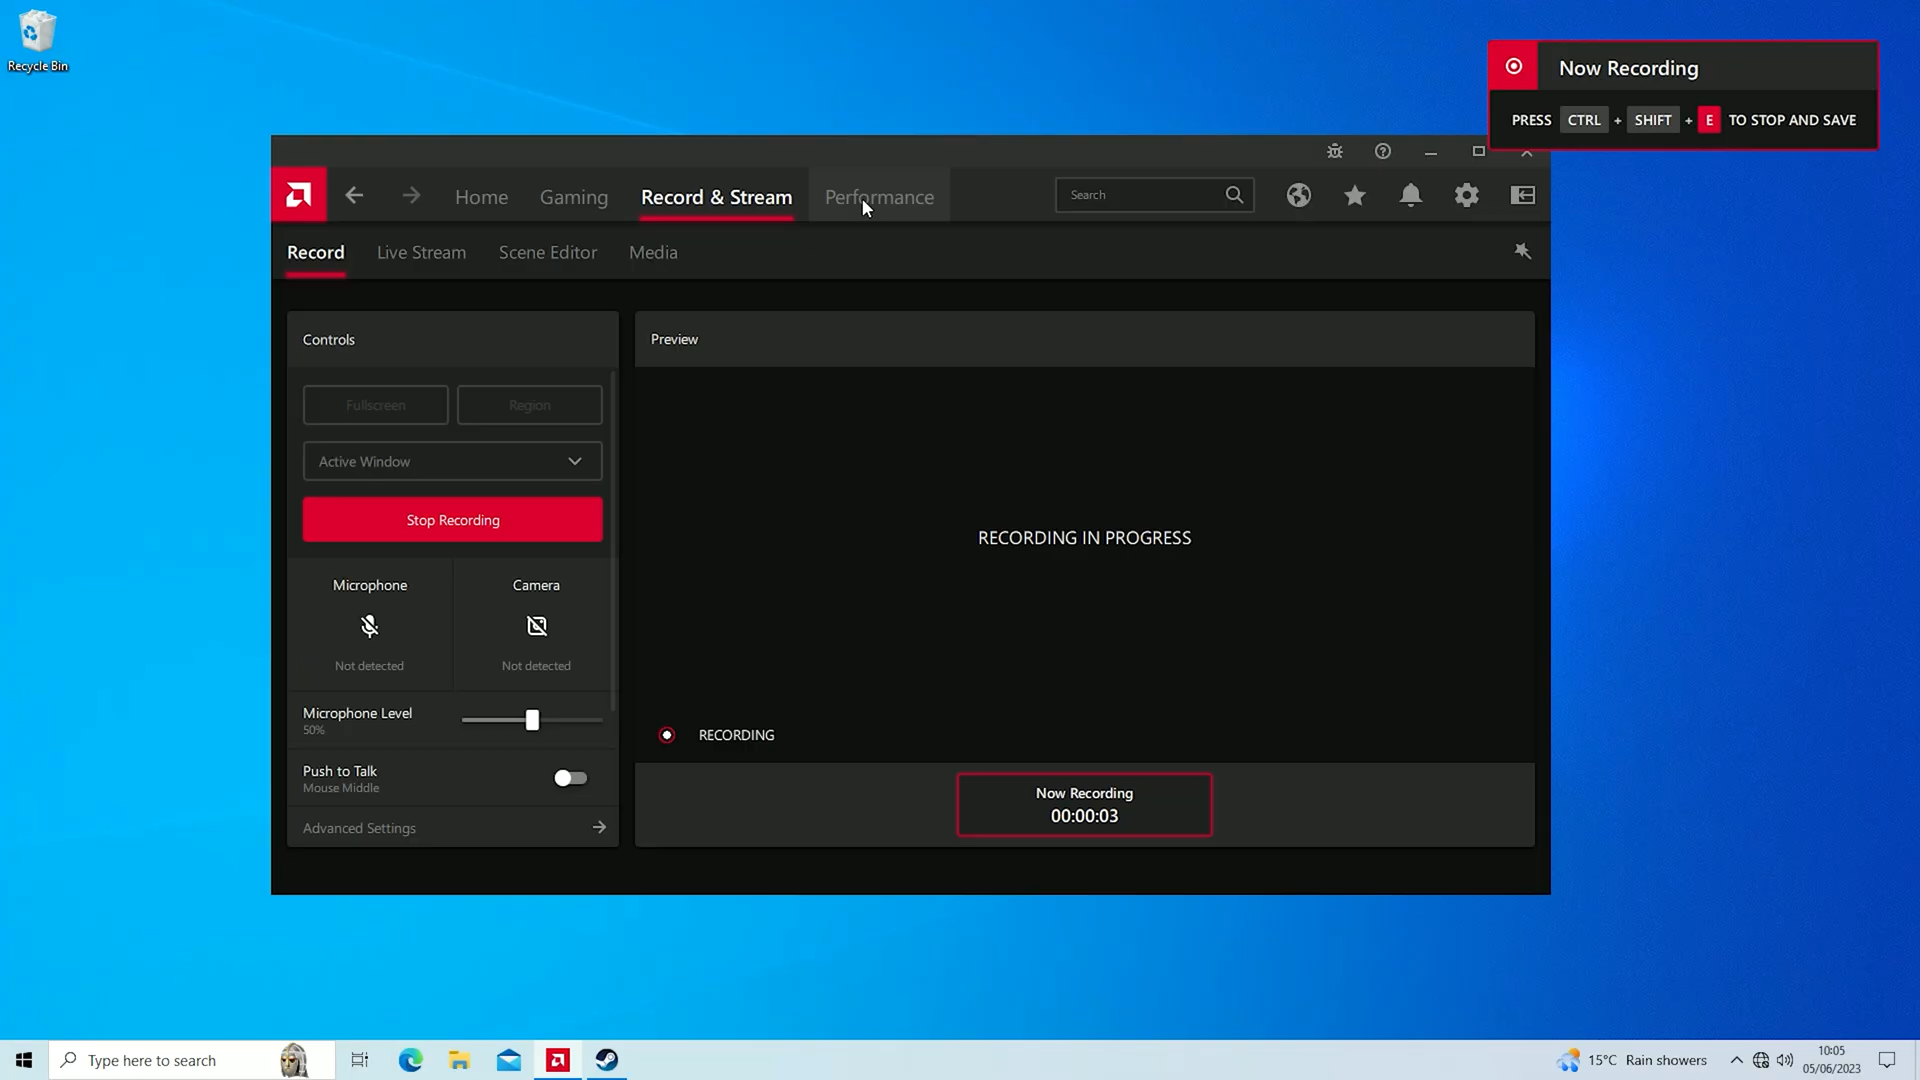 Recycle Bin
Now Recording
PRESS CTRL + SHIFT + E TO STOP AND SAVE
Home Gaming Record & Stream Performance Search
Record Live Stream Scene Editor Media
Controls
Preview
Fullscreen Region
Active Window
Stop Recording
RECORDING IN PROGRESS
Microphone Camera
Not detected Not detected
Microphone Level
50%
RECORDING
Push to Talk
Mouse Middle
Now Recording
00:00:03
Advanced Settings
Type here to search
15°C Rain showers
10:05
05/06/2023